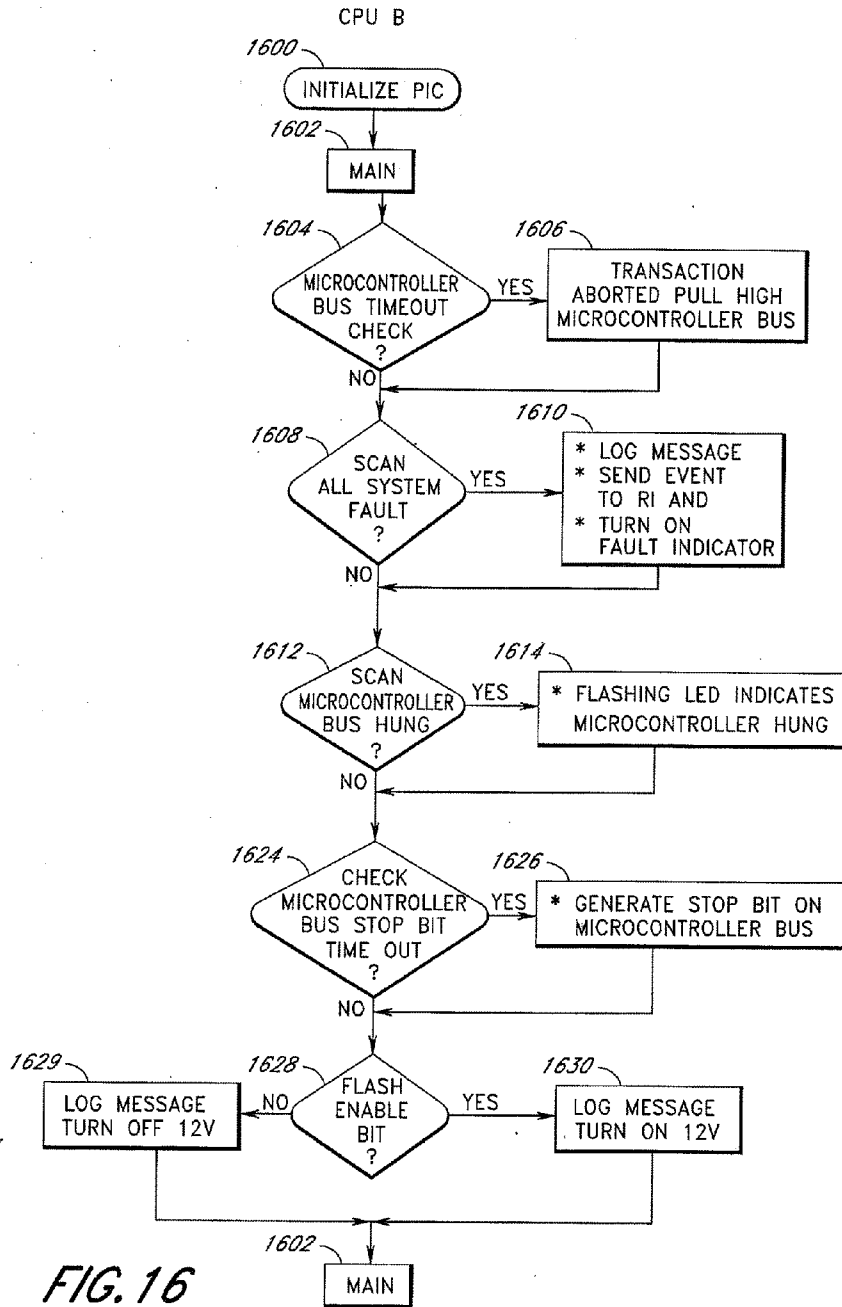 CPU B
1600
INITIALIZE PIC
1602
MAIN
1604
MICROCONTROLLER
BUS TIMEOUT
CHECK
?
YES
NO
1606
TRANSACTION
ABORTED PULL HIGH
MICROCONTROLLER BUS
1608
SCAN
ALL SYSTEM
FAULT
?
YES
NO
1610
* LOG MESSAGE
* SEND EVENT
TO RI AND
* TURN ON
FAULT INDICATOR
1612
SCAN
MICROCONTROLLER
BUS HUNG
?
YES
NO
1614
* FLASHING LED INDICATES
MICROCONTROLLER HUNG
1624
CHECK
MICROCONTROLLER
BUS STOP BIT
TIME OUT
?
YES
NO
1626
* GENERATE STOP BIT ON
MICROCONTROLLER BUS
1628
FLASH
ENABLE
BIT
?
NO
YES
1629
LOG MESSAGE
TURN OFF 12V
1630
LOG MESSAGE
TURN ON 12V
1602
MAIN
FIG. 16